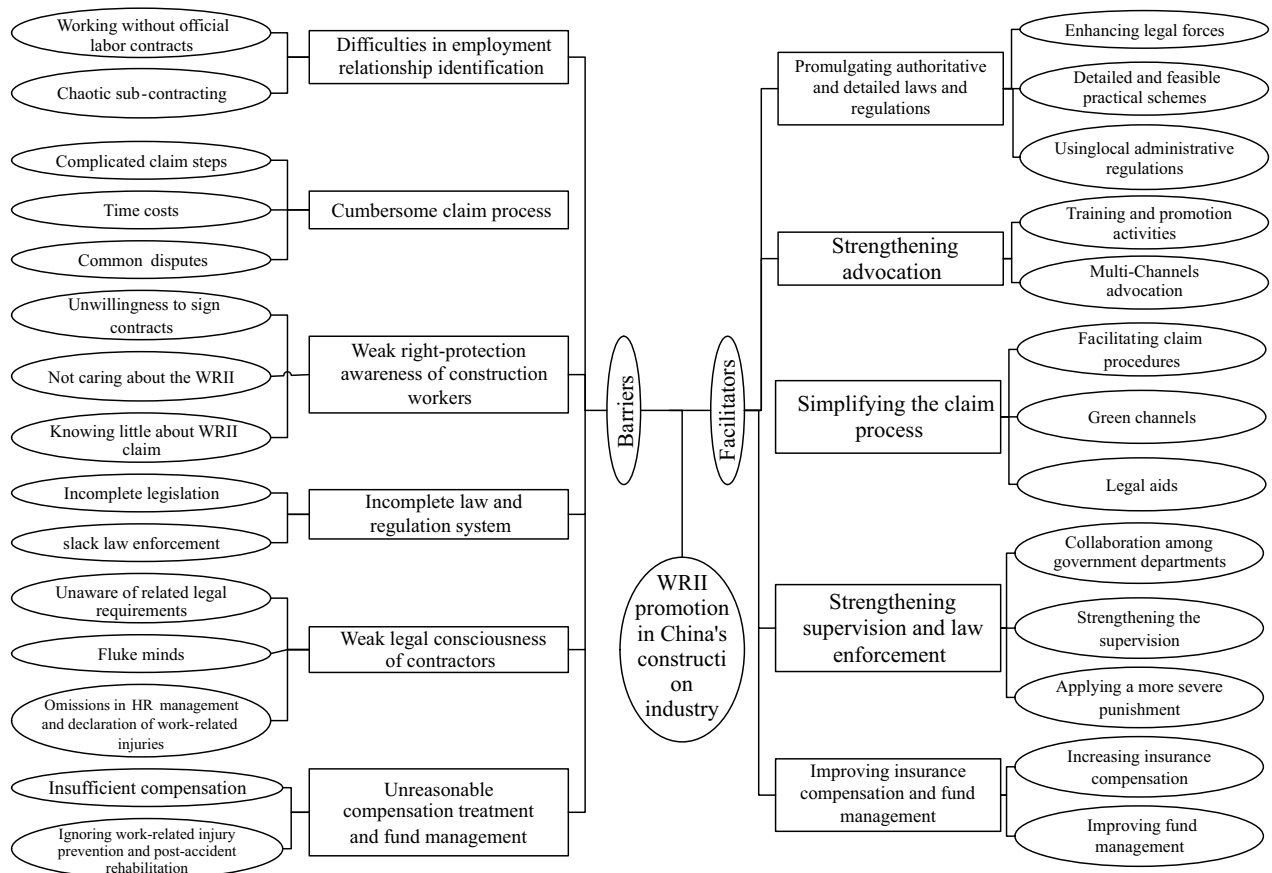 Working without official
labor contracts
Chaotic sub-contracting
Difficulties in employment
relationship identification
Complicated claim steps
Time costs
Common disputes
Cumbersome claim process
Unwillingness to sign
contracts
Not caring about the WRII
Knowing little about WRII
claim
Weak right-protection
awareness of construction
workers
Incomplete legislation
slack law enforcement
Incomplete law and
regulation system
Unaware of related legal
requirements
Fluke minds
Omissions in HR management
and declaration of work-related
injuries
Weak legal consciousness
of contractors
Insufficient compensation
Ignoring work-related injury
prevention and post-accident
rehabilitation
Unreasonable
compensation treatment
and fund management
Barriers
WRII
promotion
in China's
constructi
on
industry
Facilitators
Promulgating authoritative
and detailed laws and
regulations
Enhancing legal forces
Detailed and feasible
practical schemes
Usinglocal administrative
regulations
Strengthening
advocation
Training and promotion
activities
Multi-Channels
advocation
Simplifying the claim
process
Facilitating claim
procedures
Green channels
Legal aids
Strengthening
supervision and law
enforcement
Collaboration among
government departments
Strengthening the
supervision
Applying a more severe
punishment
Improving insurance
compensation and fund
management
Increasing insurance
compensation
Improving fund
management